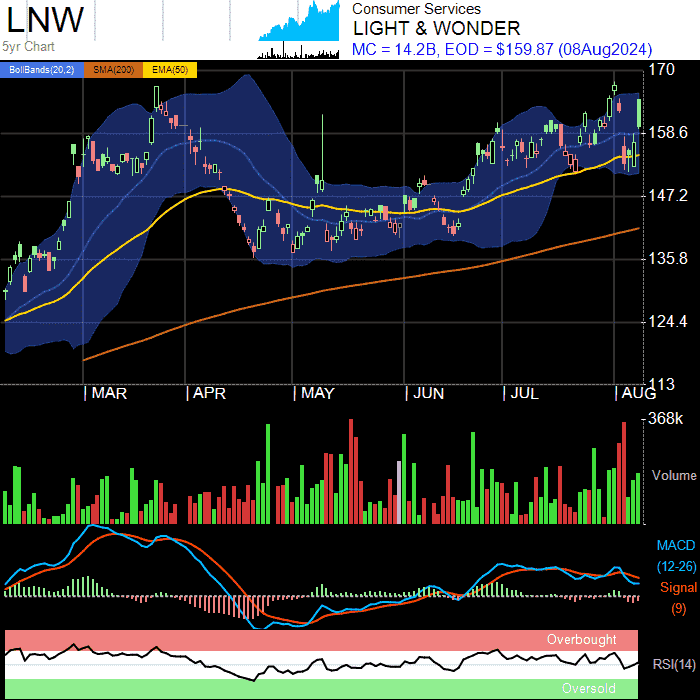 LNW
5yr Chart
Consumer Services
LIGHT & WONDER
MC = 14.2B, EOD = $159.87 (08Aug2024)
BollBands(20,2) SMA(200) EMA(50)
170
158.6
147.2
135.8
124.4
113
MAR APR MAY JUN JUL AUG
368k
Volume
MACD
(12-26)
Signal
(9)
Overbought
RSI(14)
Oversold